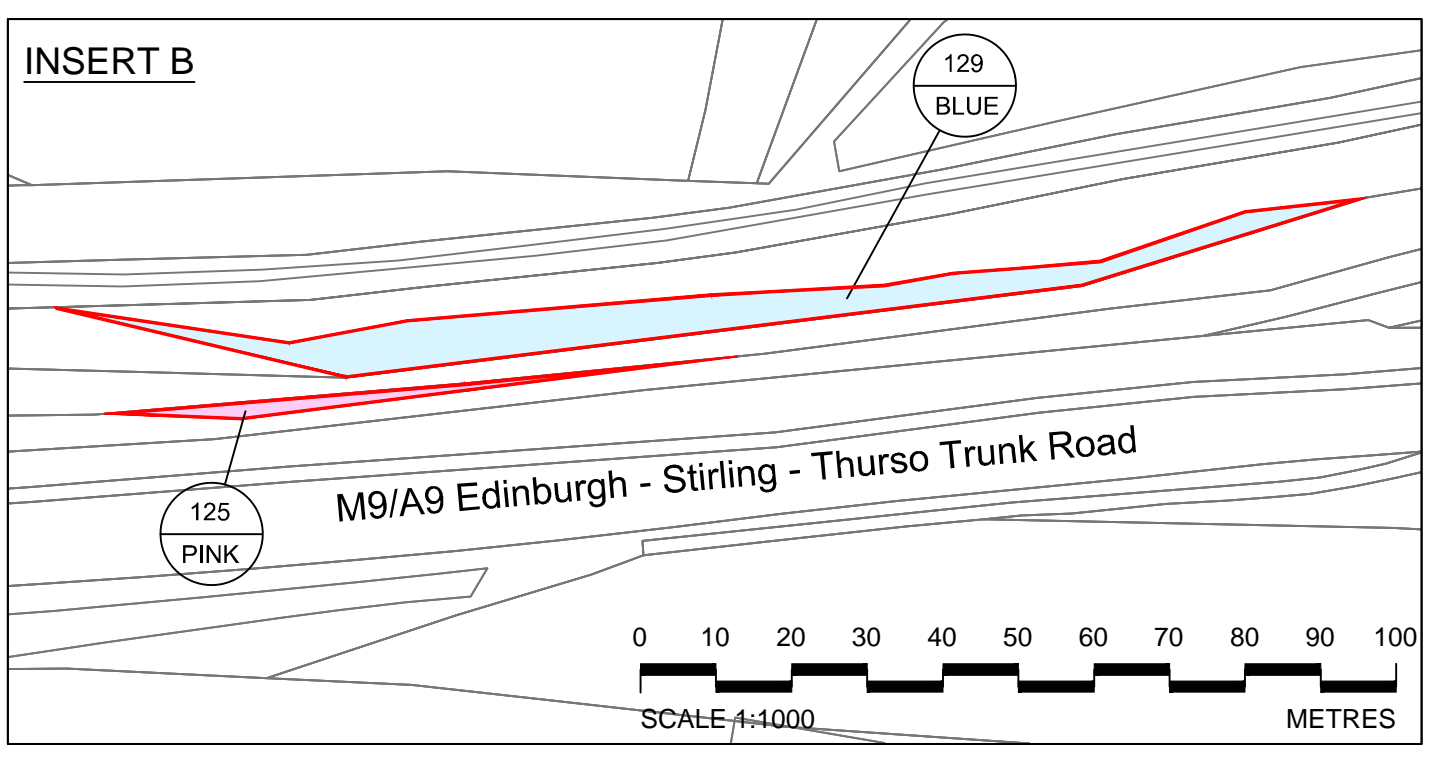 INSERT B
129
BLUE
M9/A9 Edinburgh - Stirling - Thurso Trunk Road
125
PINK
0 10 20 30 40 50 60 70 80 90 100
SCALE 1:1000 METRES